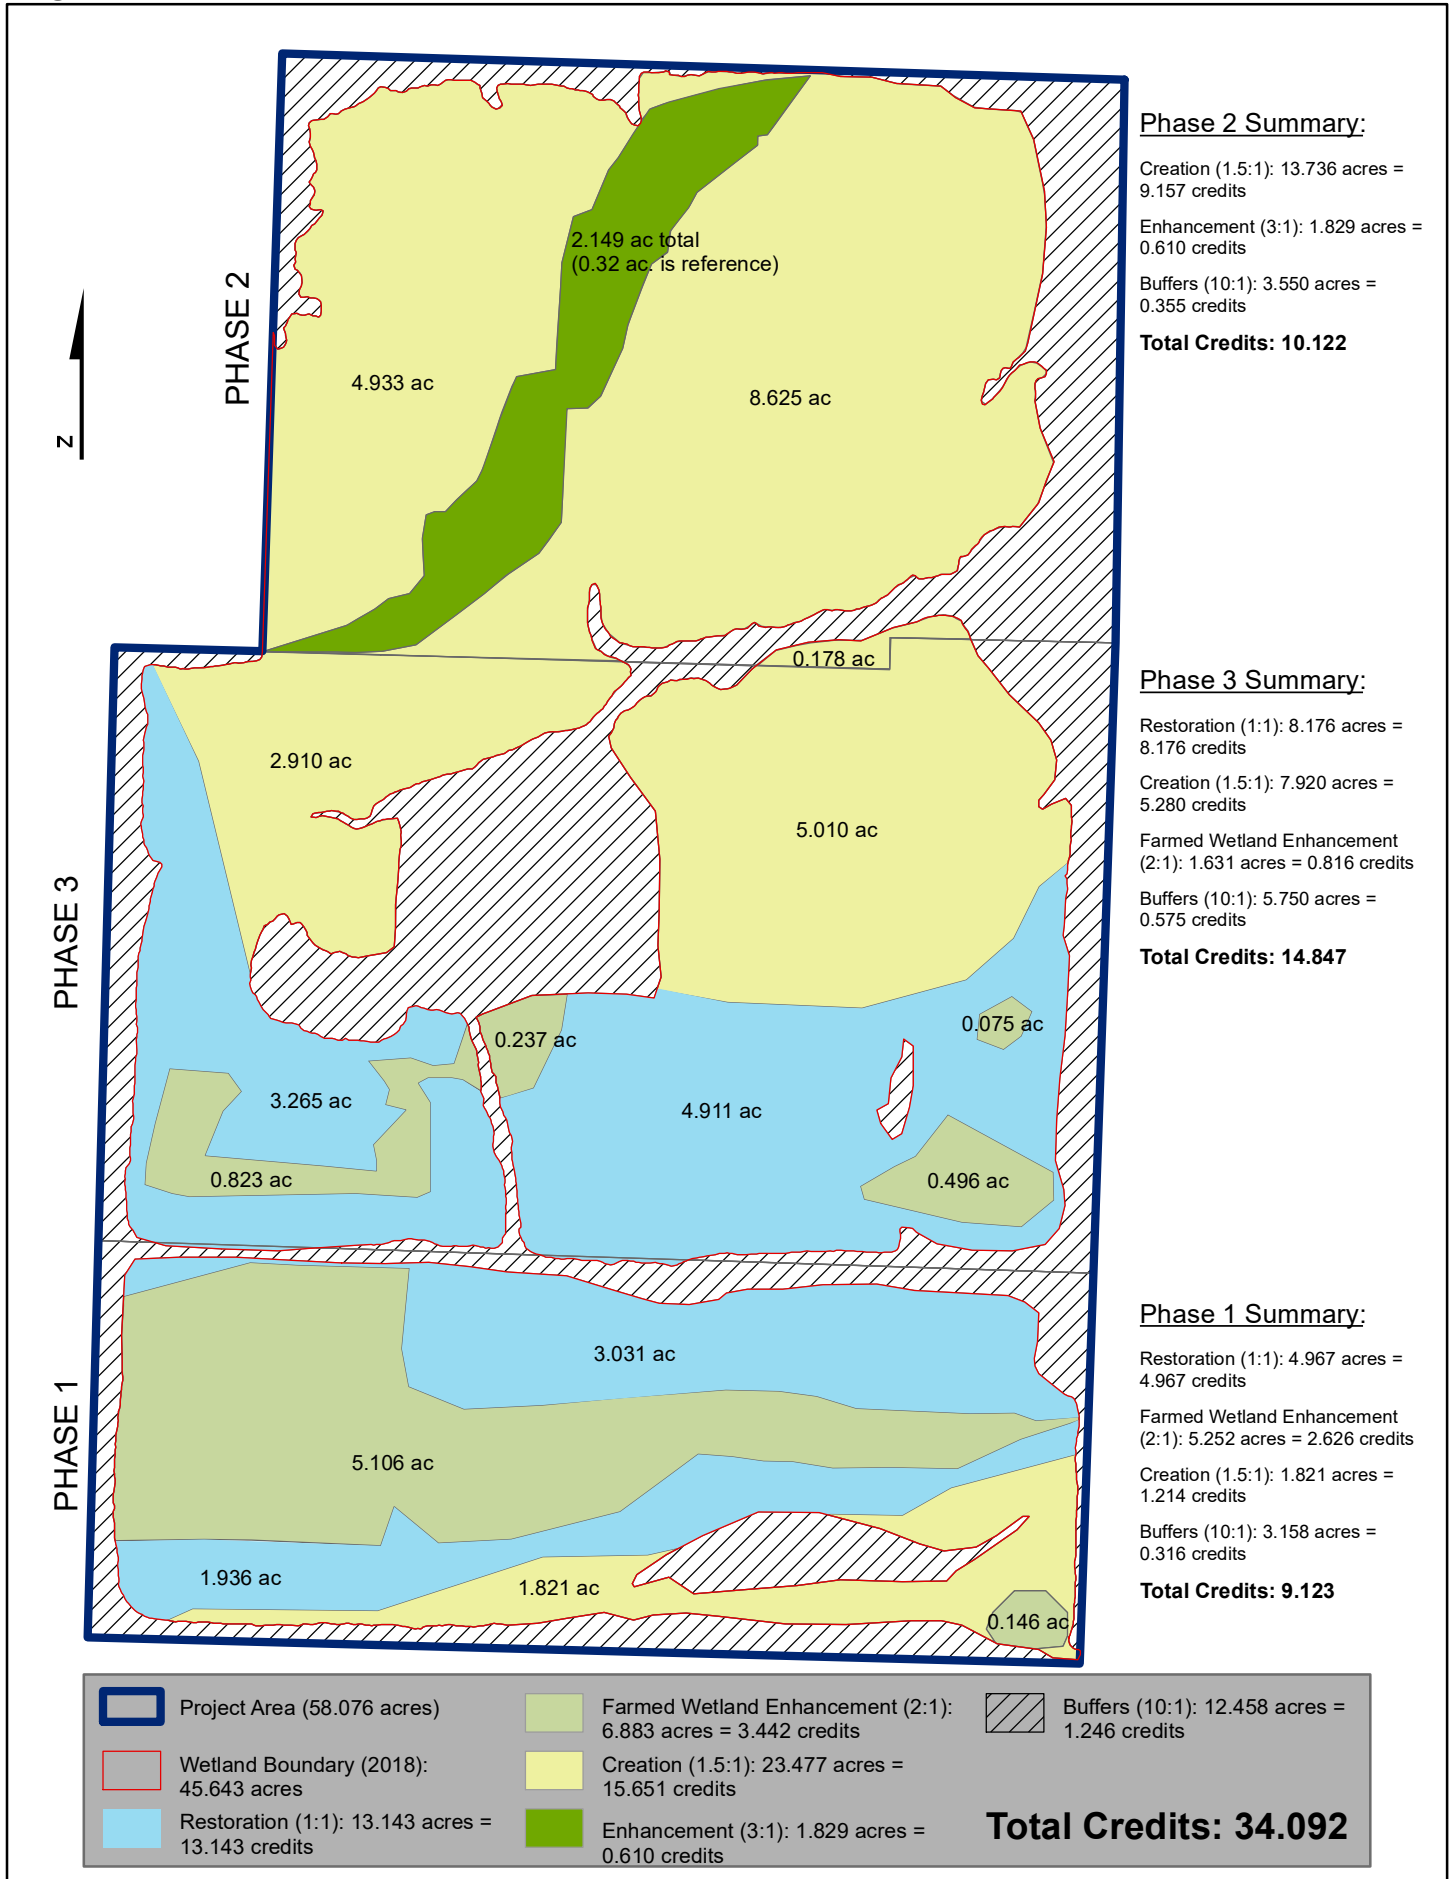 Phase 2 Summary:
Creation (1.5:1): 13.736 acres =
9.157 credits
Enhancement (3:1): 1.829 acres =
0.610 credits
Buffers (10:1): 3.550 acres =
0.355 credits
Total Credits: 10.122
PHASE 2
z
2.149 ac total
(0.32 ac. is reference)
4.933 ac
8.625 ac
0.178 ac
Phase 3 Summary:
Restoration (1:1): 8.176 acres =
8.176 credits
Creation (1.5:1): 7.920 acres =
5.280 credits
Farmed Wetland Enhancement
(2:1): 1.631 acres = 0.816 credits
Buffers (10:1): 5.750 acres =
0.575 credits
Total Credits: 14.847
PHASE 3
2.910 ac
5.010 ac
0.075 ac
0.237 ac
3.265 ac
4.911 ac
0.823 ac
0.496 ac
Phase 1 Summary:
Restoration (1:1): 4.967 acres =
4.967 credits
Farmed Wetland Enhancement
(2:1): 5.252 acres = 2.626 credits
Creation (1.5:1): 1.821 acres =
1.214 credits
Buffers (10:1): 3.158 acres =
0.316 credits
Total Credits: 9.123
PHASE 1
3.031 ac
5.106 ac
1.936 ac
1.821 ac
0.146 ac
Project Area (58.076 acres)
Wetland Boundary (2018):
45.643 acres
Restoration (1:1): 13.143 acres =
13.143 credits
Farmed Wetland Enhancement (2:1):
6.883 acres = 3.442 credits
Creation (1.5:1): 23.477 acres =
15.651 credits
Enhancement (3:1): 1.829 acres =
0.610 credits
Buffers (10:1): 12.458 acres =
1.246 credits
Total Credits: 34.092